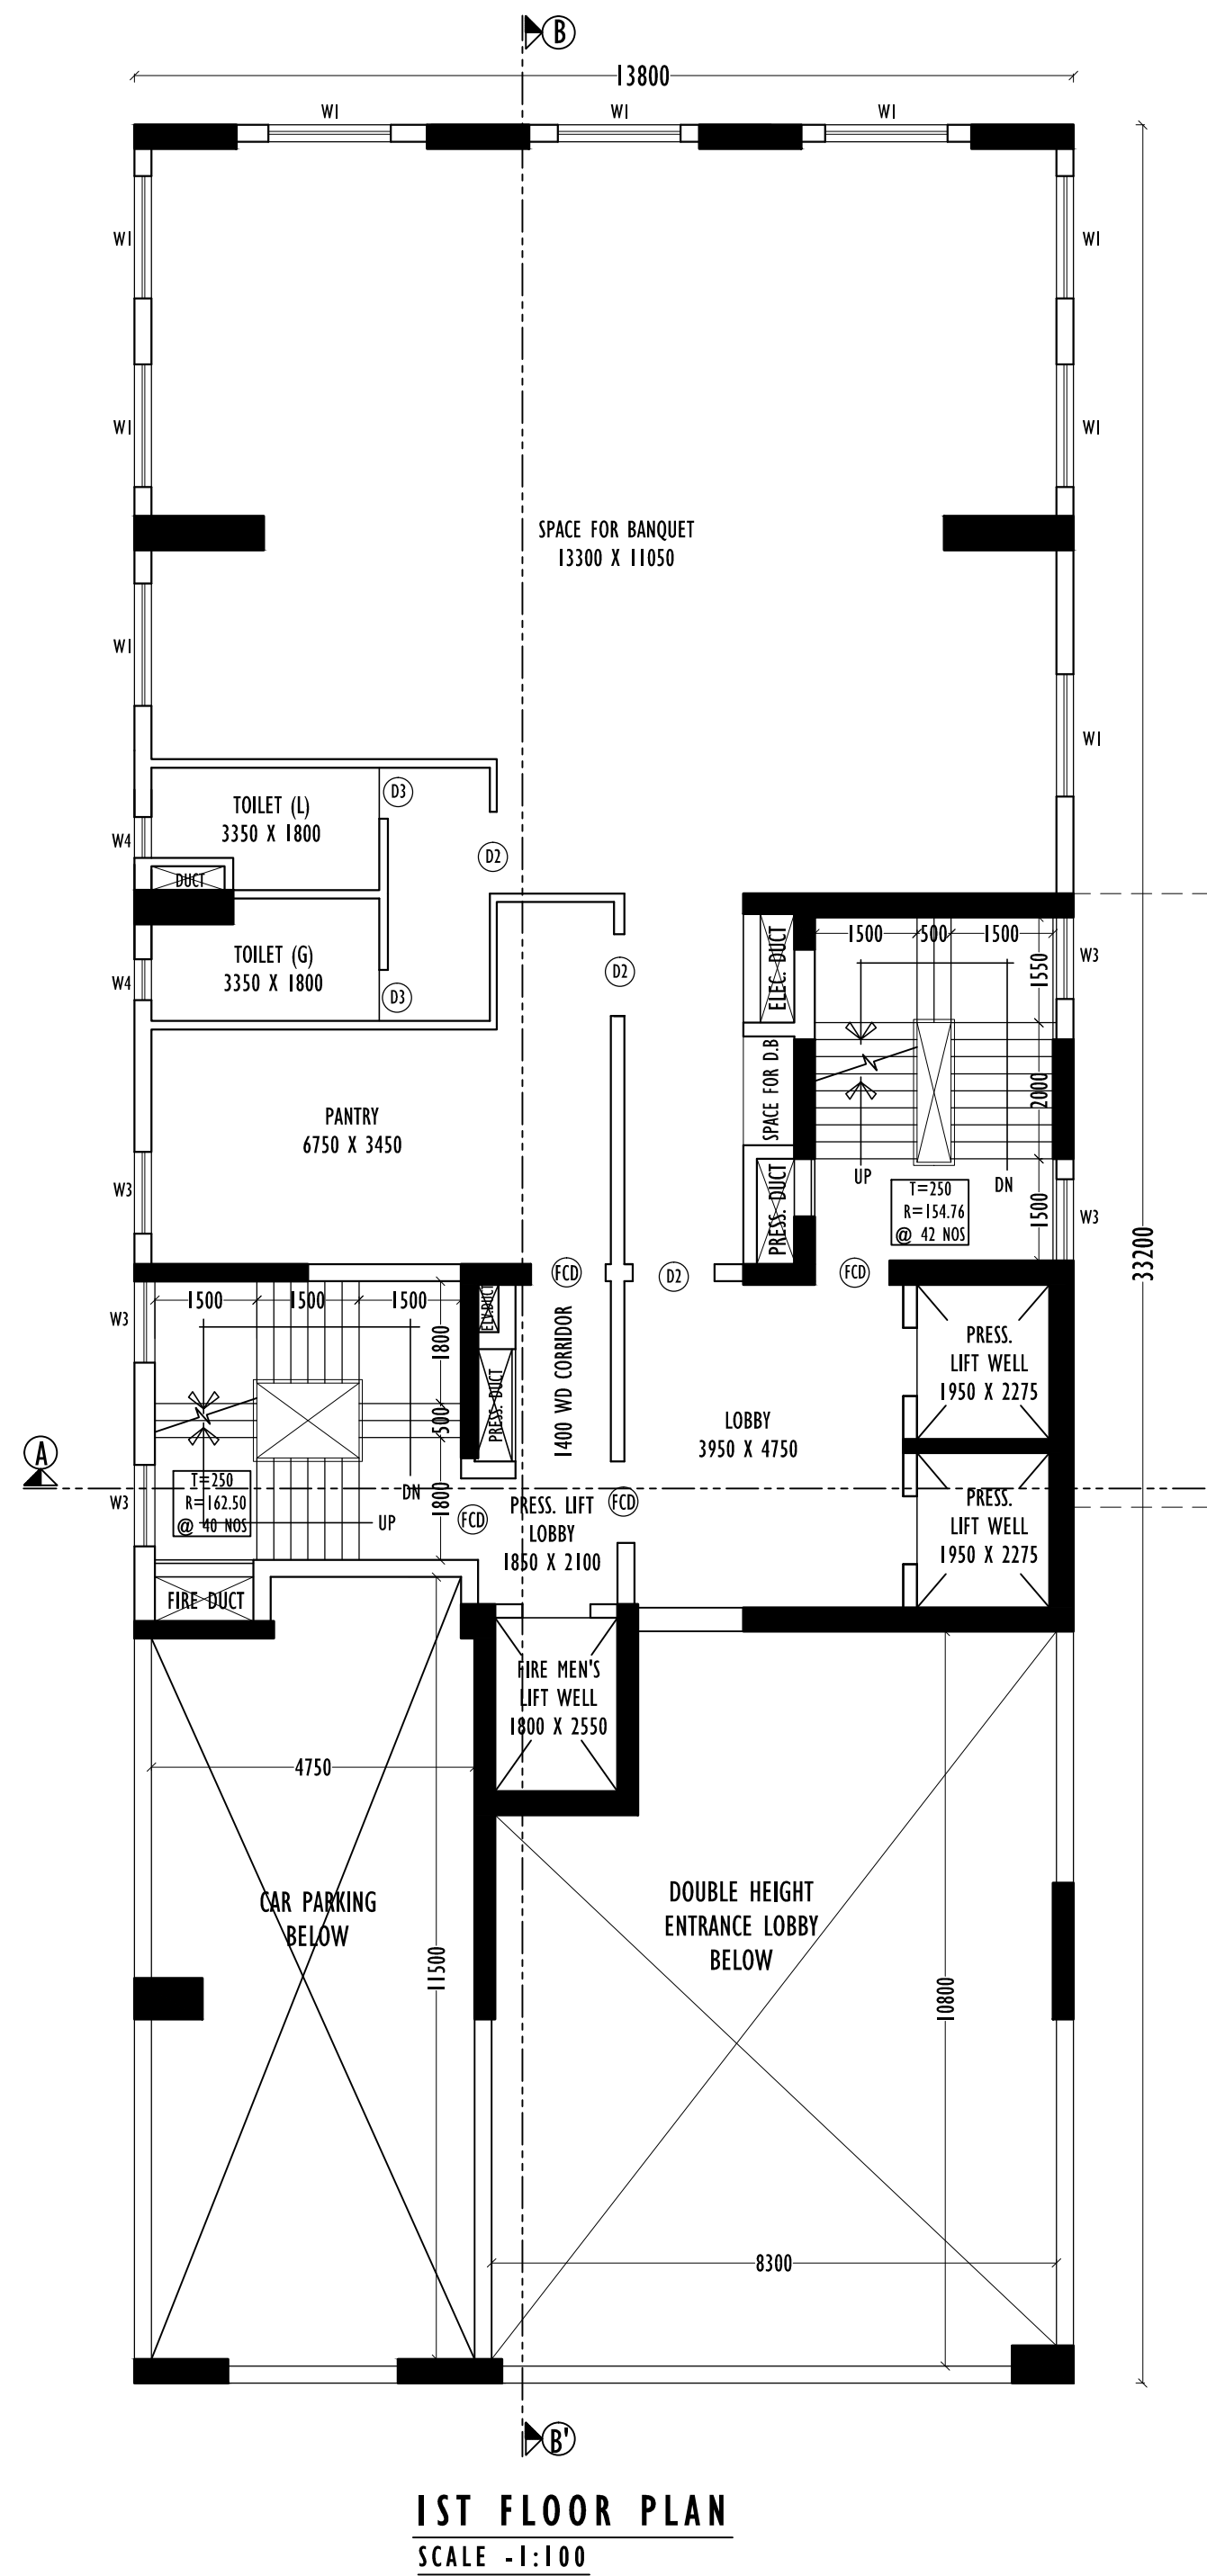 B
13800
W1
W1
W1
W1
W1
W1
W1
SPACE FOR BANQUET
13300 X 11050
W1
W1
TOILET (L)
3350 X 1800
D3
W4
D2
DUCT
TOILET (G)
3350 X 1800
D3
W4
D2
ELEC. DUCT
1500
500
1500
1550
W3
SPACE FOR D.B
2000
PANTRY
6750 X 3450
PRESS. DUCT
UP
DN
T=250
R=154.76
@ 42 NOS
1500
W3
W3
33200
FCD
D2
FCD
W3
1500
1500
1500
1800
ELV.DUCT
PRESS. DUCT
1400 WD CORRIDOR
500
PRESS.
LIFT WELL
1950 X 2275
LOBBY
3950 X 4750
A
T=250
R=162.50
@ 40 NOS
W3
DN
UP
1800
FCD
PRESS. LIFT
LOBBY
1850 X 2100
FCD
PRESS.
LIFT WELL
1950 X 2275
FIRE DUCT
FIRE MEN'S
LIFT WELL
1800 X 2550
4750
CAR PARKING
BELOW
11500
DOUBLE HEIGHT
ENTRANCE LOBBY
BELOW
10800
8300
B'
1ST FLOOR PLAN
SCALE -1:100